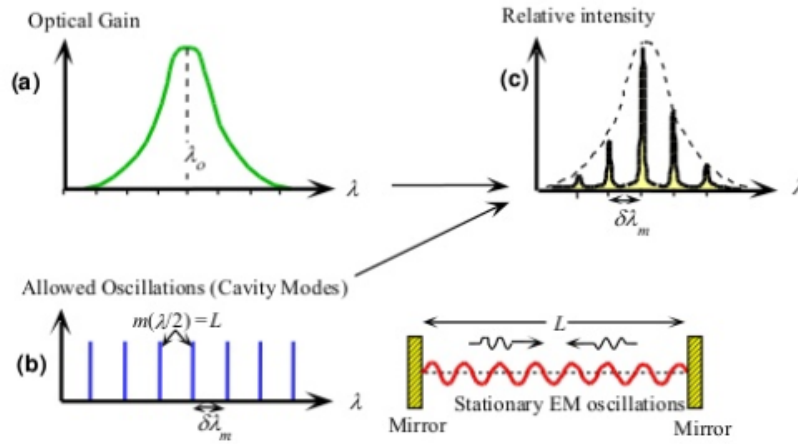 Optical Gain
(a)
λo
λ
Relative intensity
(c)
λ
δλm
Allowed Oscillations (Cavity Modes)
m(λ/2)=L
(b)
λ
δλm
L
Stationary EM oscillations
Mirror
Mirror